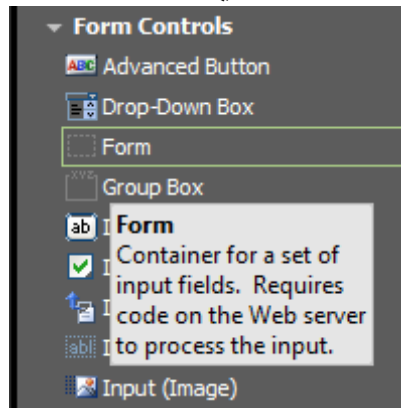 Form Controls
ABC Advanced Button
Drop-Down Box
Form
XYZ Group Box
ab I
Form
Container for a set of
input fields. Requires
code on the Web server
to process the input.
I
I
abl I
Input (Image)